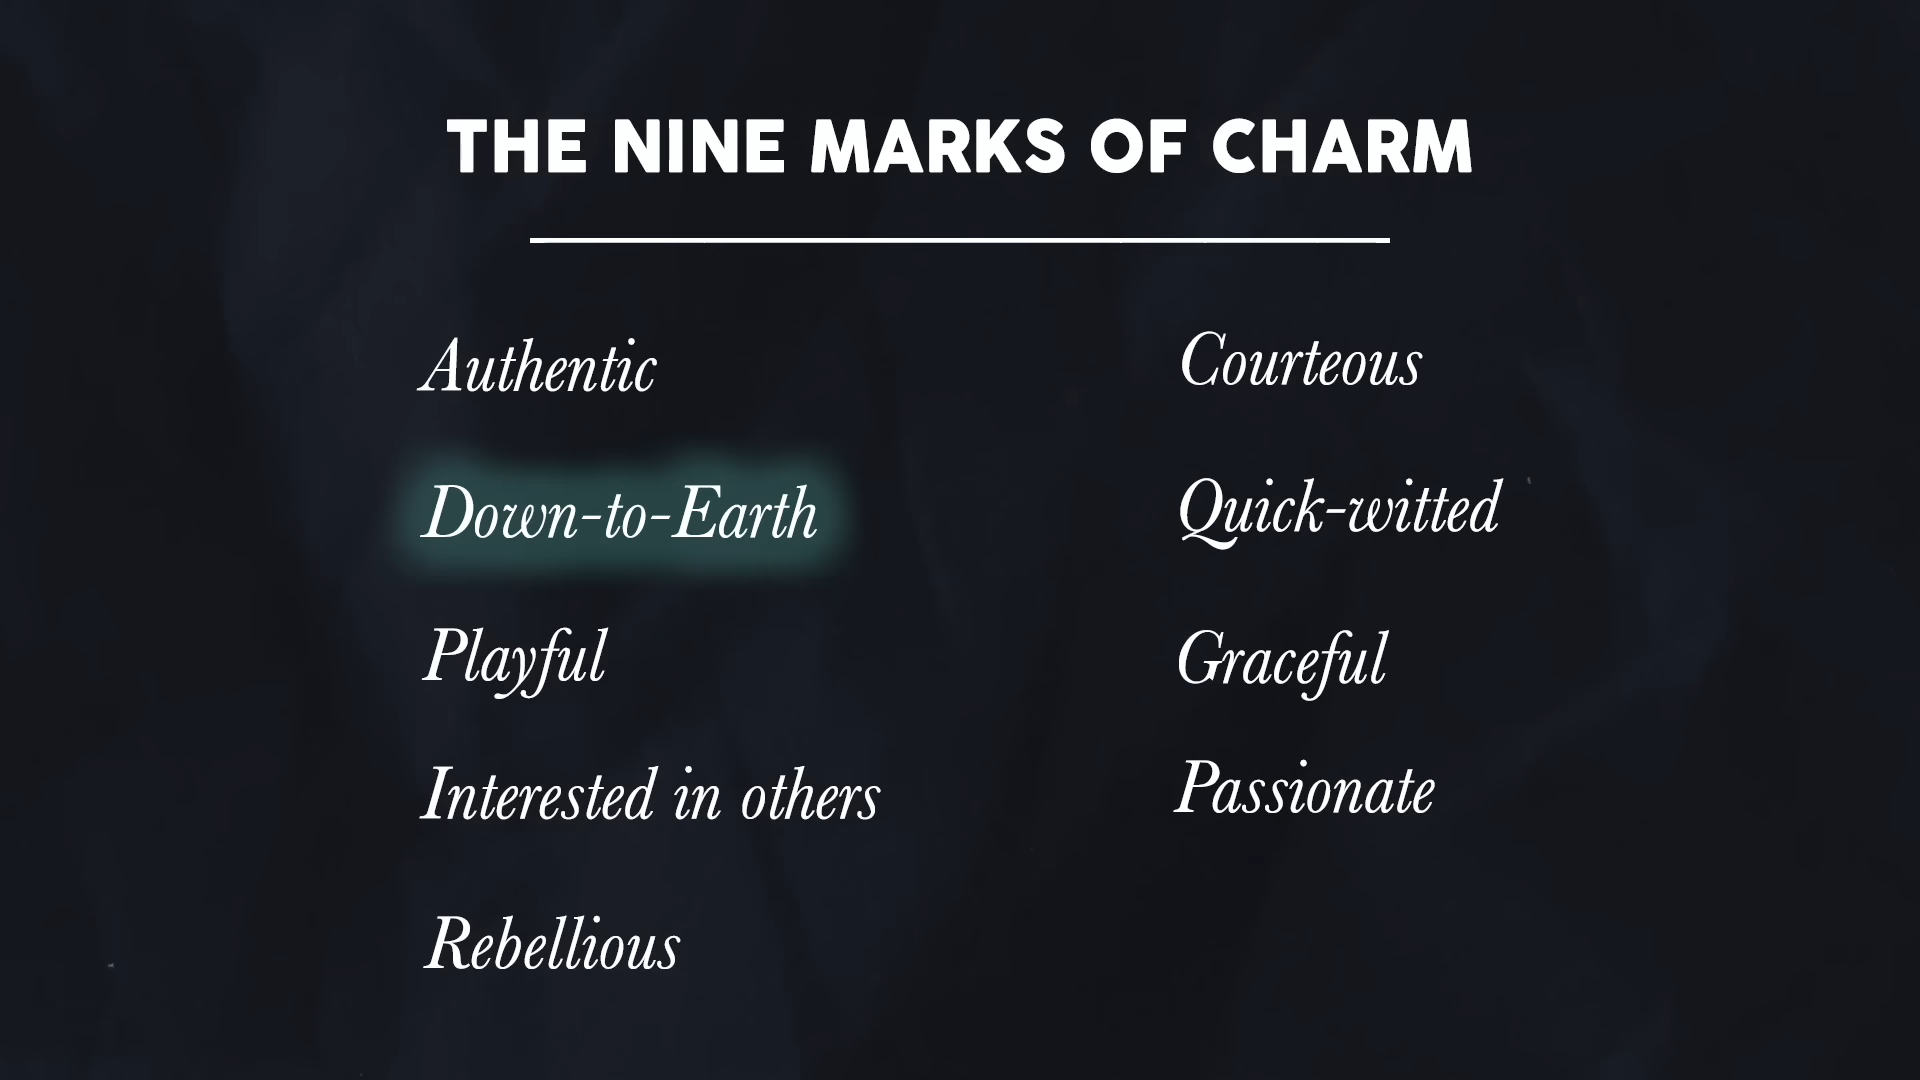 THE NINE MARKS OF CHARM
Authentic
Down-to-Earth
Playful
Interested in others
Rebellious
Courteous
Quick-witted
Graceful
Passionate